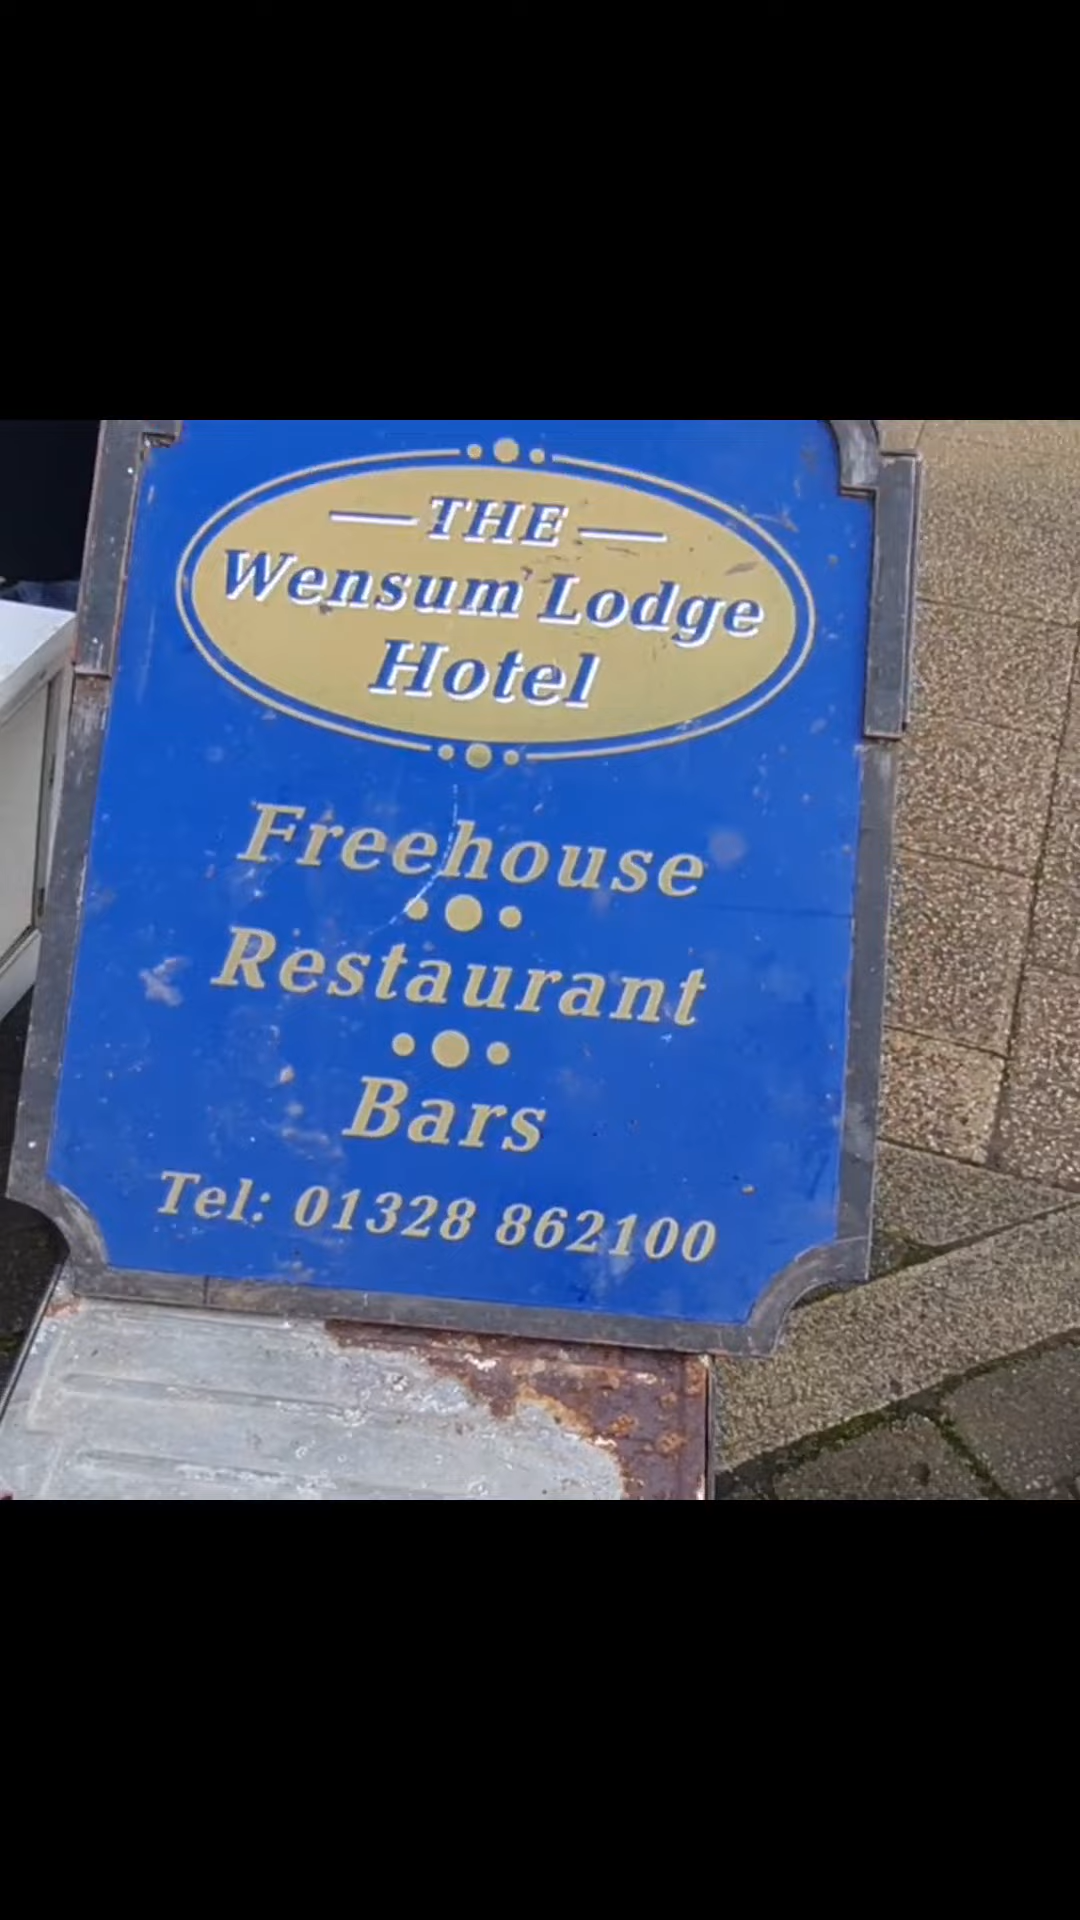 THE
Wensum Lodge
Hotel
Freehouse
Restaurant
Bars
Tel: 01328 862100